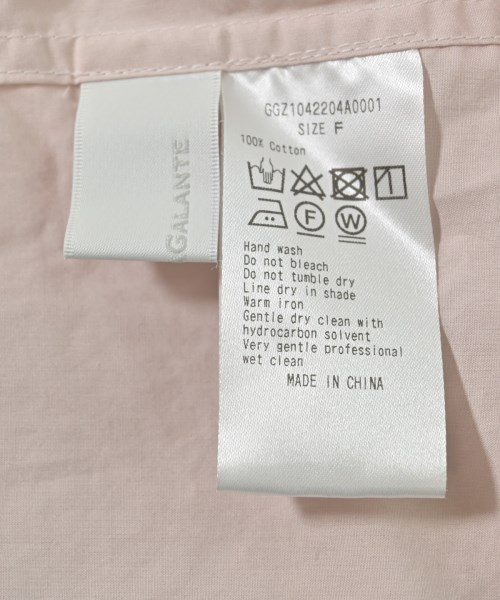 GALANTE
GGZ1042204A0001
SIZE F
100% Cotton
F
W
Hand wash
Do not bleach
Do not tumble dry
Line dry in shade
Warm iron
Gentle dry clean with
hydrocarbon solvent
Very gentle professional
wet clean
MADE IN CHINA